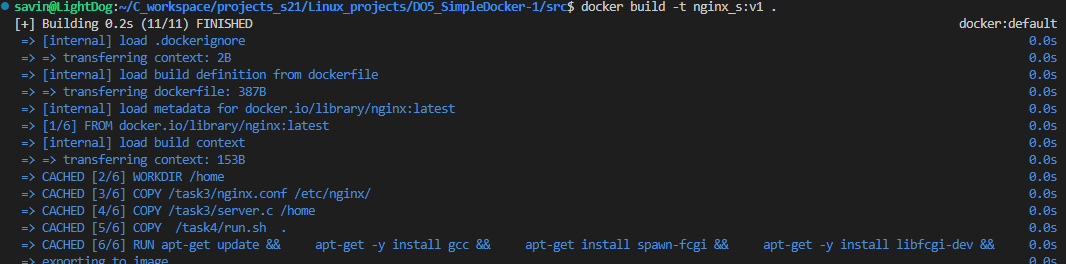 savin@LightDog:~/C_workspace/projects_s21/Linux_projects/DO5_SimpleDocker-1/src$ docker build -t nginx_s:v1 .
[+] Building 0.2s (11/11) FINISHED docker:default
=> [internal] load .dockerignore 0.0s
=> => transferring context: 2B 0.0s
=> [internal] load build definition from dockerfile 0.0s
=> => transferring dockerfile: 387B 0.0s
=> [internal] load metadata for docker.io/library/nginx:latest 0.0s
=> [1/6] FROM docker.io/library/nginx:latest 0.0s
=> [internal] load build context 0.0s
=> => transferring context: 153B 0.0s
=> CACHED [2/6] WORKDIR /home 0.0s
=> CACHED [3/6] COPY /task3/nginx.conf /etc/nginx/ 0.0s
=> CACHED [4/6] COPY /task3/server.c /home 0.0s
=> CACHED [5/6] COPY  /task4/run.sh  . 0.0s
=> CACHED [6/6] RUN apt-get update &&     apt-get -y install gcc &&     apt-get install spawn-fcgi &&     apt-get -y install libfcgi-dev && 0.0s
=> exporting to image 0.0s